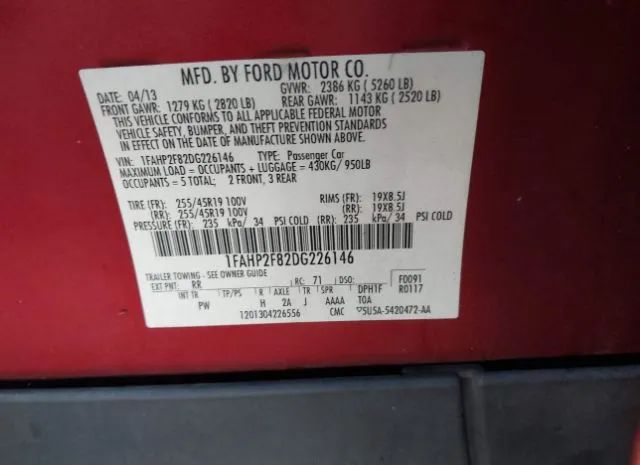 MFD. BY FORD MOTOR CO.
DATE: 04/13 GVWR: 2386 KG ( 5260 LB)
FRONT GAWR: 1279 KG ( 2820 LB) REAR GAWR: 1143 KG ( 2520 LB)
THIS VEHICLE CONFORMS TO ALL APPLICABLE FEDERAL MOTOR
VEHICLE SAFETY, BUMPER, AND THEFT PREVENTION STANDARDS
IN EFFECT ON THE DATE OF MANUFACTURE SHOWN ABOVE.
VIN: 1FAHP2F82DG226146 TYPE: Passenger Car
MAXIMUM LOAD = OCCUPANTS + LUGGAGE = 430KG/ 950LB
OCCUPANTS = 5 TOTAL; 2 FRONT, 3 REAR
TIRE (FR): 255/45R19 100V RIMS (FR): 19X8.5J
(RR): 255/45R19 100V (RR): 19X8.5J
PRESSURE (FR): 235 kPa/ 34 PSI COLD (RR): 235 kPa/ 34 PSI COLD
1FAHP2F82DG226146
TRAILER TOWING - SEE OWNER GUIDE
EXT PNT: RR RC: 71 DSO: F0091
INT TR TP/PS R AXLE TR SPR DPH1F R0117
PW H 2A J AAAA TOA
1201304226556 CMC 5U5A-5420472-AA